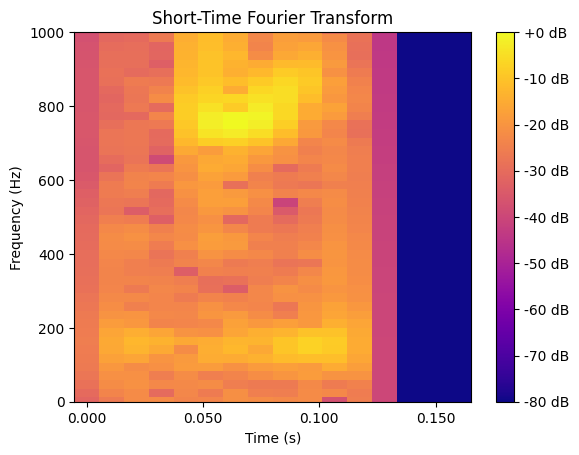 Short-Time Fourier Transform
1000
800
600
400
200
0
Frequency (Hz)
0.000
0.050
0.100
0.150
Time (s)
+0 dB
-10 dB
-20 dB
-30 dB
-40 dB
-50 dB
-60 dB
-70 dB
-80 dB